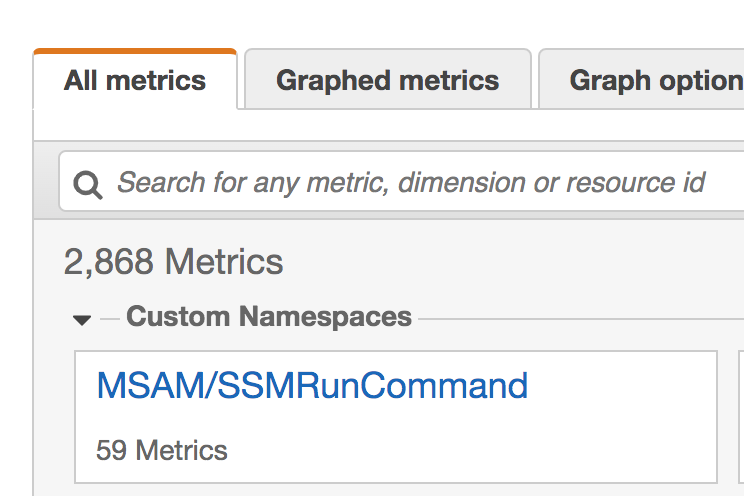 All metrics
Graphed metrics
Graph option
Search for any metric, dimension or resource id
2,868 Metrics
Custom Namespaces
MSAM/SSMRunCommand
59 Metrics